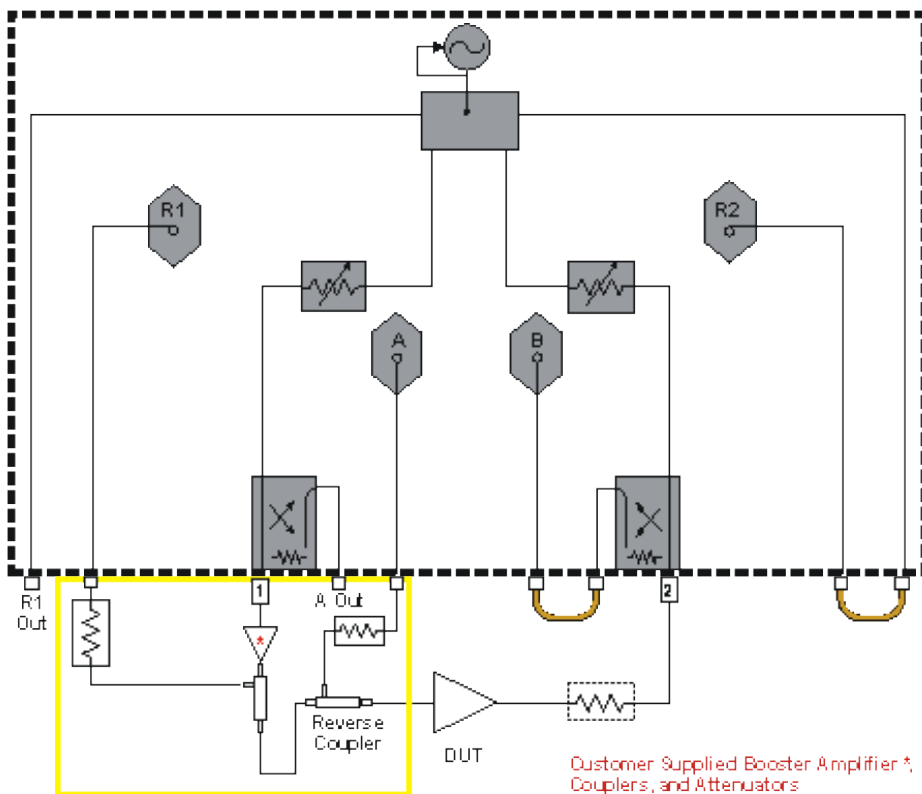 R1
R2
A
B
1
2
R1
Out
A Out
*
Reverse
Coupler
DUT
Customer Supplied Booster Amplifier *,
Couplers, and Attenuators